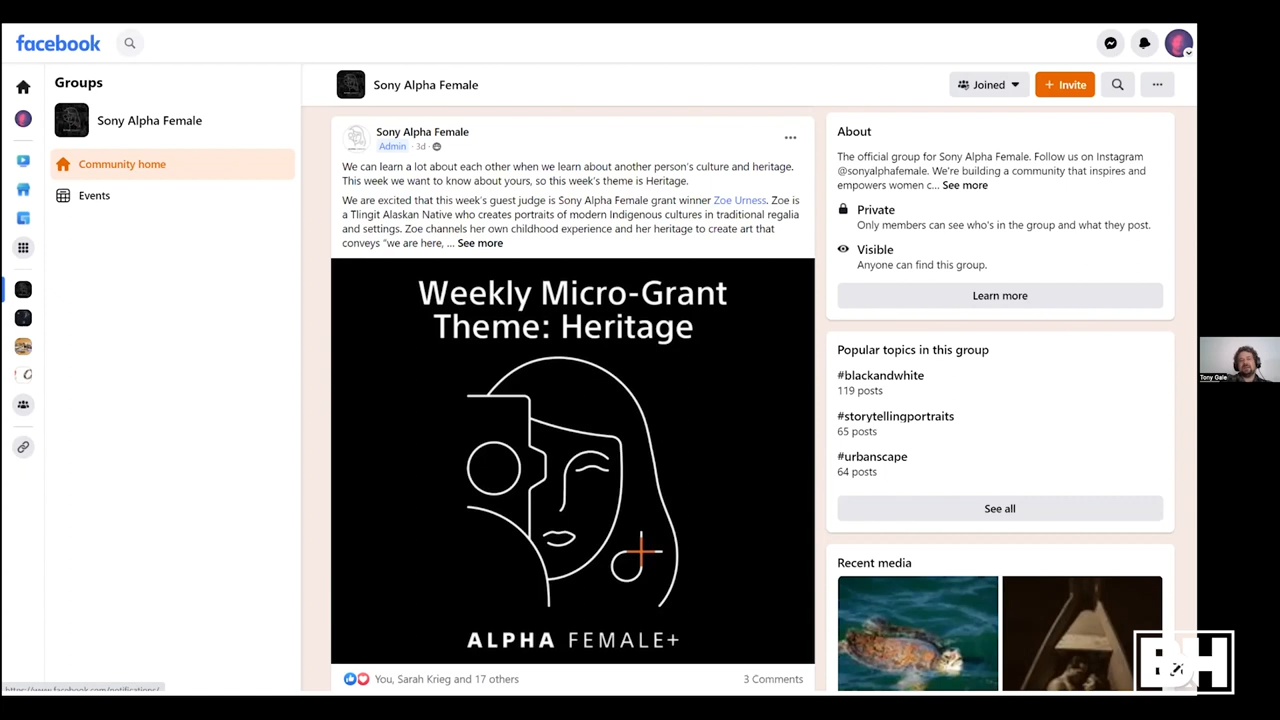 facebook
Groups
Sony Alpha Female
Community home
Events
Sony Alpha Female
Joined
+ Invite
Sony Alpha Female
Admin · 3d ·
We can learn a lot about each other when we learn about another person's culture and heritage.
This week we want to know about yours, so this week's theme is Heritage.
We are excited that this week's guest judge is Sony Alpha Female grant winner Zoe Urness. Zoe is
a Tlingit Alaskan Native who creates portraits of modern Indigenous cultures in traditional regalia
and settings. Zoe channels her own childhood experience and her heritage to create art that
conveys "we are here, ... See more
Weekly Micro-Grant
Theme: Heritage
ALPHA FEMALE+
You, Sarah Krieg and 17 others
3 Comments
About
The official group for Sony Alpha Female. Follow us on Instagram
@sonyalphafemale. We're building a community that inspires and
empowers women c... See more
Private
Only members can see who's in the group and what they post.
Visible
Anyone can find this group.
Learn more
Popular topics in this group
#blackandwhite
119 posts
#storytellingportraits
65 posts
#urbanscape
64 posts
See all
Recent media
Tony Gale
BH
https://www.facebook.com/notifications/